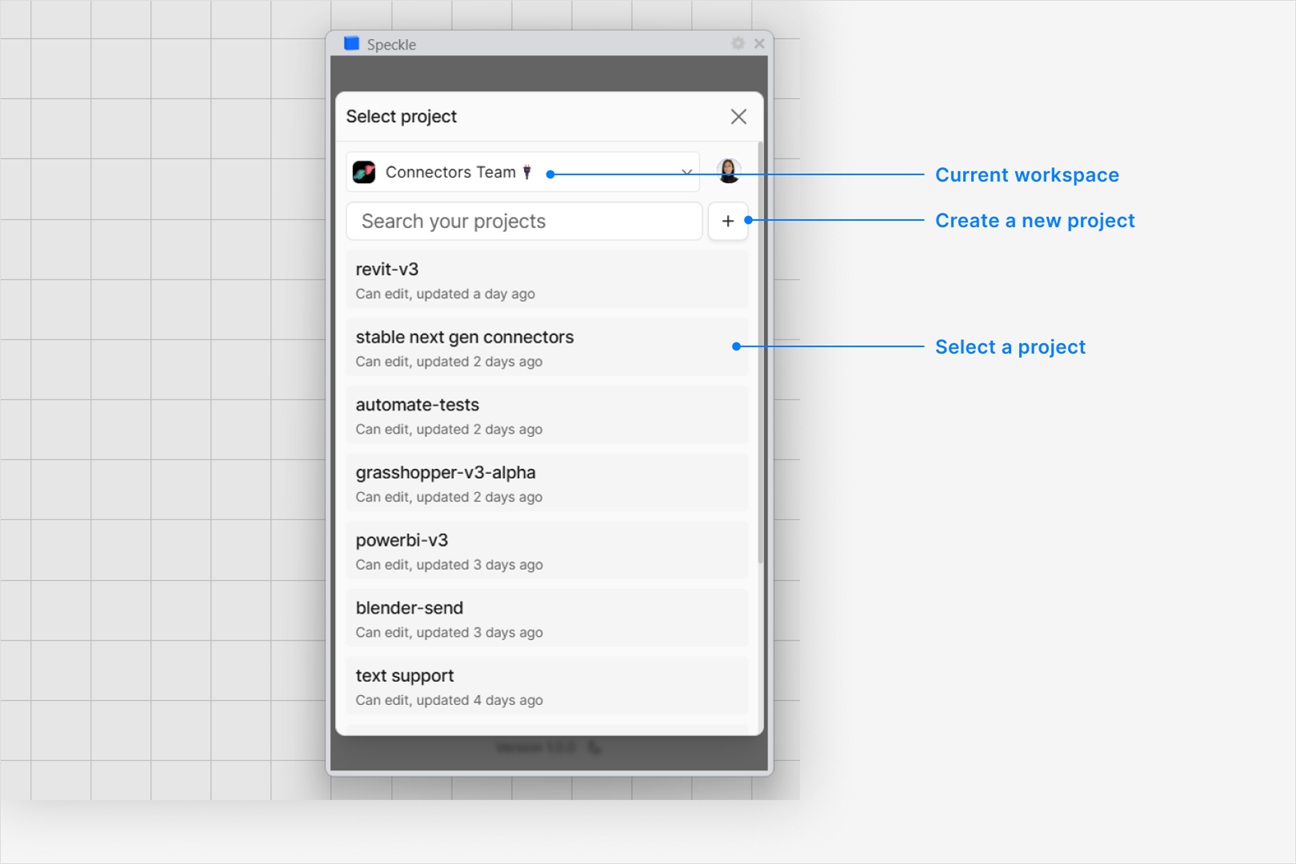 Speckle
Select project
Connectors Team
Current workspace
Search your projects
+
Create a new project
revit-v3
Can edit, updated a day ago
stable next gen connectors
Can edit, updated 2 days ago
Select a project
automate-tests
Can edit, updated 2 days ago
grasshopper-v3-alpha
Can edit, updated 2 days ago
powerbi-v3
Can edit, updated 3 days ago
blender-send
Can edit, updated 3 days ago
text support
Can edit, updated 4 days ago